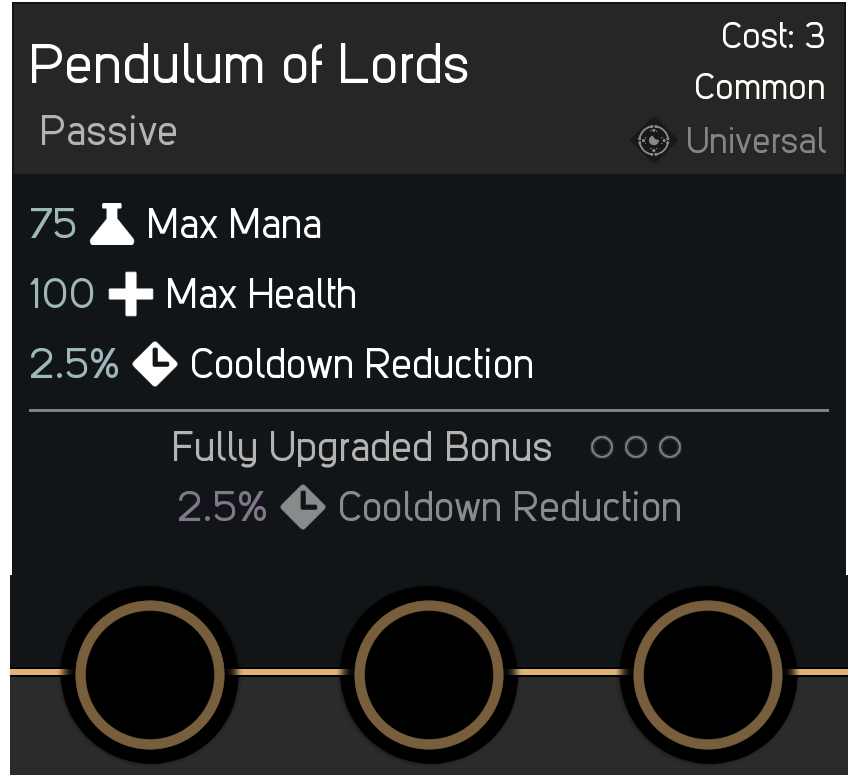 Pendulum of Lords
Cost: 3
Common
Passive
Universal
75 Max Mana
100 Max Health
2.5% Cooldown Reduction
Fully Upgraded Bonus
2.5% Cooldown Reduction